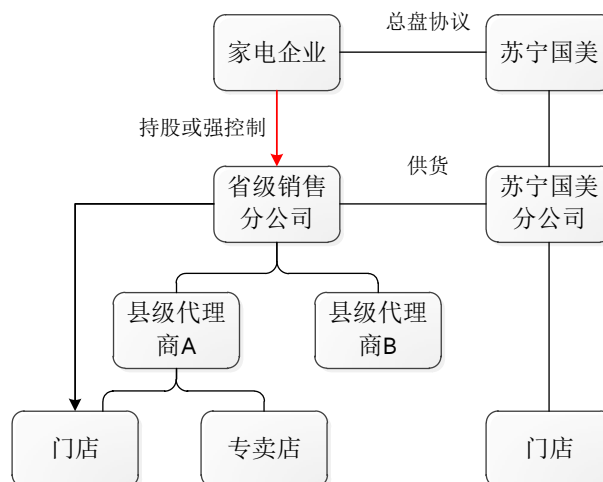 总盘协议
家电企业
苏宁国美
持股或强控制
供货
省级销售
分公司
苏宁国美
分公司
县级代理
商A
县级代理
商B
门店
专卖店
门店